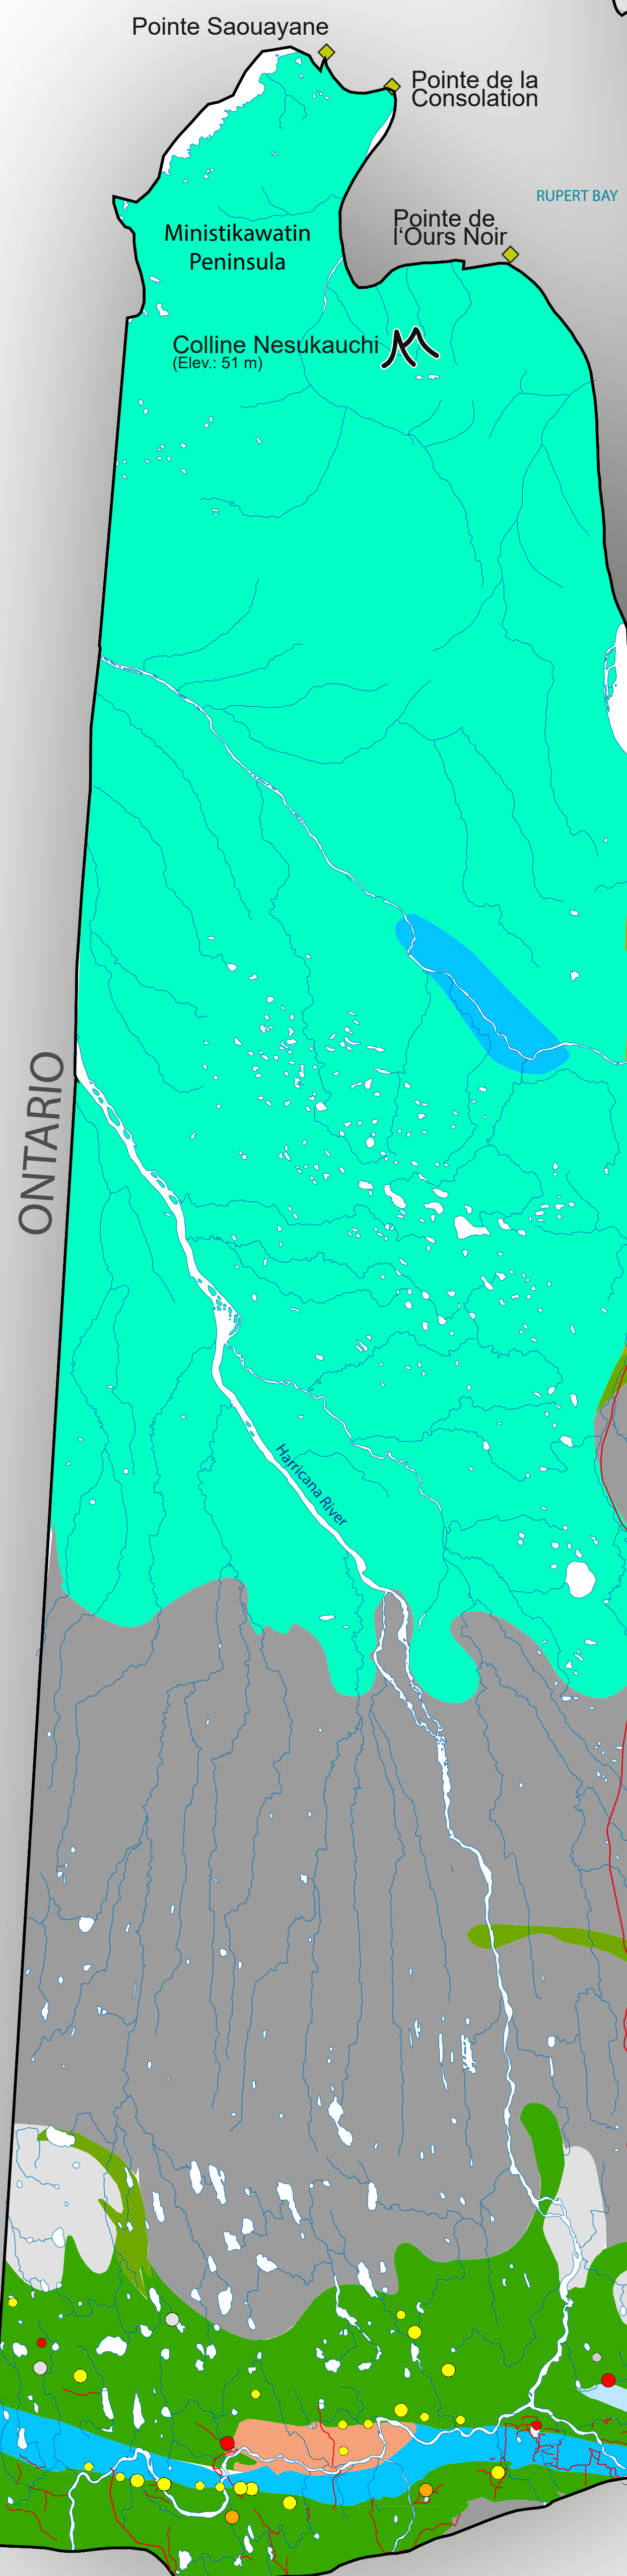 Pointe Saouayane
Pointe de la
Consolation
RUPERT BAY
Pointe de
l'Ours Noir
Ministikawatin
Peninsula
Colline Nesukauchi
(Elev.: 51 m)
ONTARIO
Harricana River